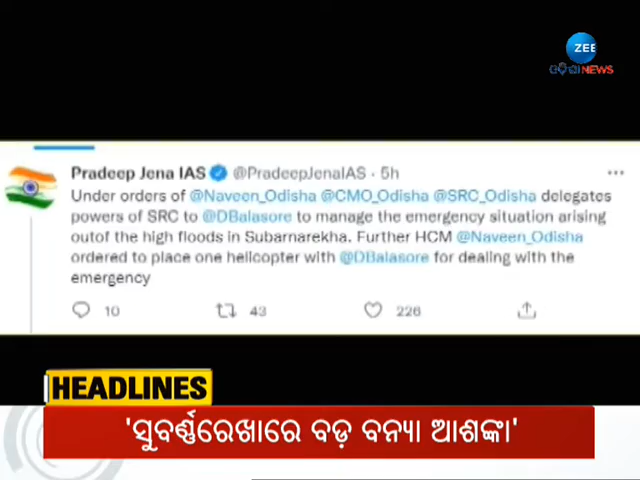 ZEE
ଓଡ଼ିଶା NEWS
Pradeep Jena IAS @PradeepJenaIAS · 5h
Under orders of @Naveen_Odisha @CMO_Odisha @SRC_Odisha delegates
powers of SRC to @DBalasore to manage the emergency situation arising
outof the high floods in Subarnarekha. Further HCM @Naveen_Odisha
ordered to place one helicopter with @DBalasore for dealing with the
emergency
10 43 226
HEADLINES
'ସୁବର୍ଣ୍ଣରେଖାରେ ବଡ଼ ବନ୍ୟା ଆଶଙ୍କା'